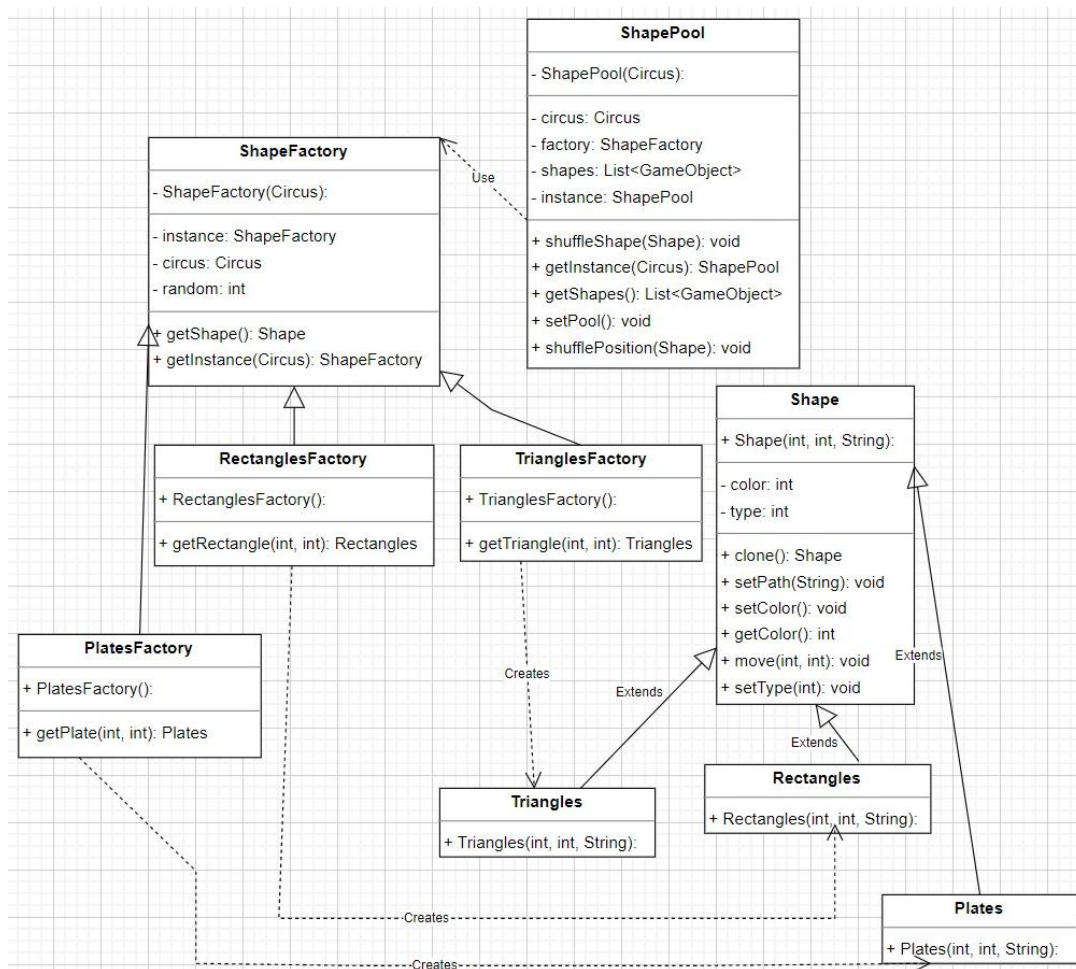 ShapePool
- ShapePool(Circus):
- circus: Circus
- factory: ShapeFactory
- shapes: List<GameObject>
- instance: ShapePool
+ shuffleShape(Shape): void
+ getInstance(Circus): ShapePool
+ getShapes(): List<GameObject>
+ setPool(): void
+ shufflePosition(Shape): void
Use
ShapeFactory
- ShapeFactory(Circus):
- instance: ShapeFactory
- circus: Circus
- random: int
+ getShape(): Shape
+ getInstance(Circus): ShapeFactory
RectanglesFactory
+ RectanglesFactory():
+ getRectangle(int, int): Rectangles
TrianglesFactory
+ TrianglesFactory():
+ getTriangle(int, int): Triangles
Shape
+ Shape(int, int, String):
- color: int
- type: int
+ clone(): Shape
+ setPath(String): void
+ setColor(): void
+ getColor(): int
+ move(int, int): void
+ setType(int): void
PlatesFactory
+ PlatesFactory():
+ getPlate(int, int): Plates
Creates
Extends
Extends
Extends
Triangles
+ Triangles(int, int, String):
Rectangles
+ Rectangles(int, int, String):
Creates
Plates
+ Plates(int, int, String):
Creates